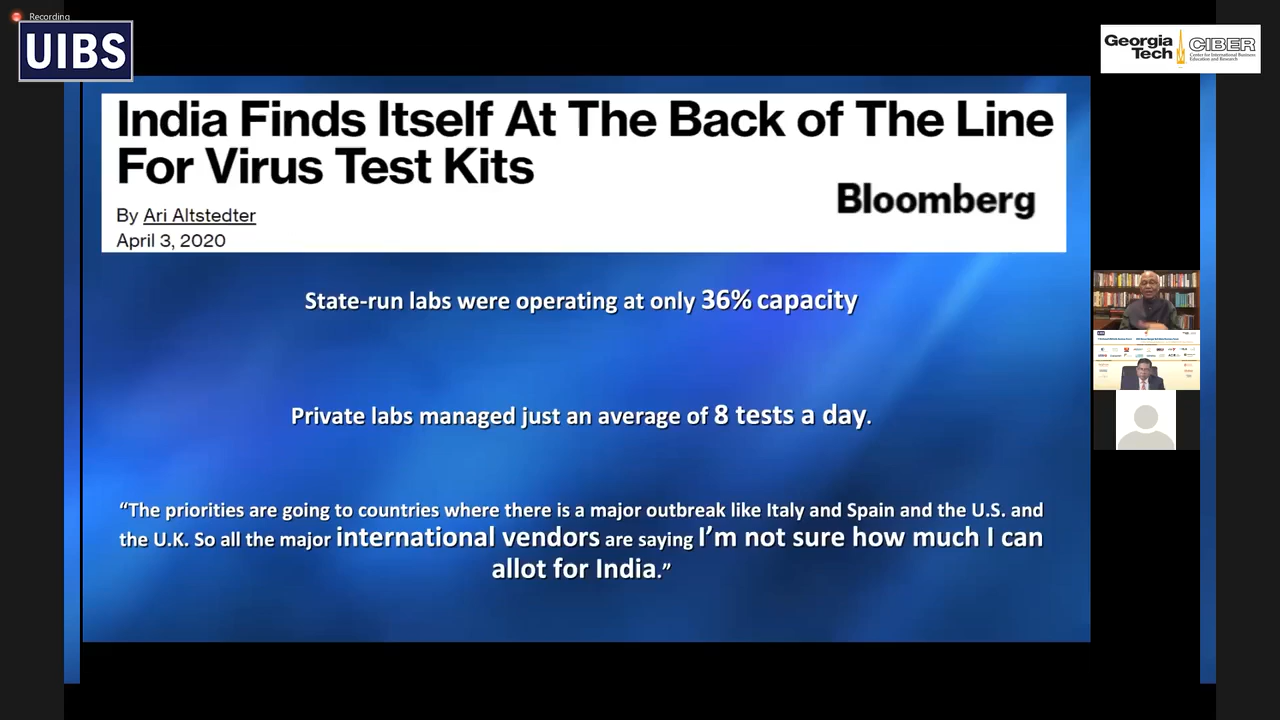 Recording
UIBS
Georgia
Tech
CIBER
Center for International Business
Education and Research
India Finds Itself At The Back of The Line
For Virus Test Kits
By Ari Altstedter
Bloomberg
April 3, 2020
State-run labs were operating at only 36% capacity
Private labs managed just an average of 8 tests a day.
“The priorities are going to countries where there is a major outbreak like Italy and Spain and the U.S. and
the U.K. So all the major international vendors are saying I’m not sure how much I can
allot for India.”